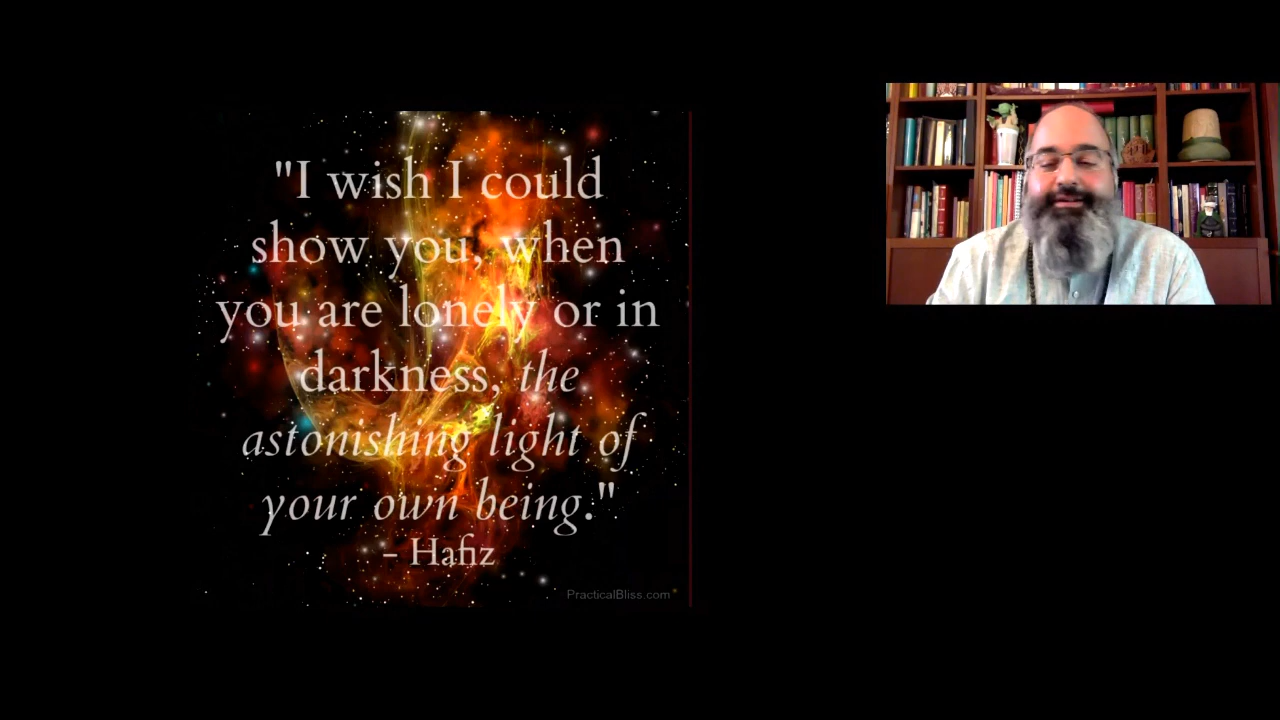 "I wish I could
show you, when
you are lonely or in
darkness, the
astonishing light of
your own being."
- Hafiz
PracticalBliss.com